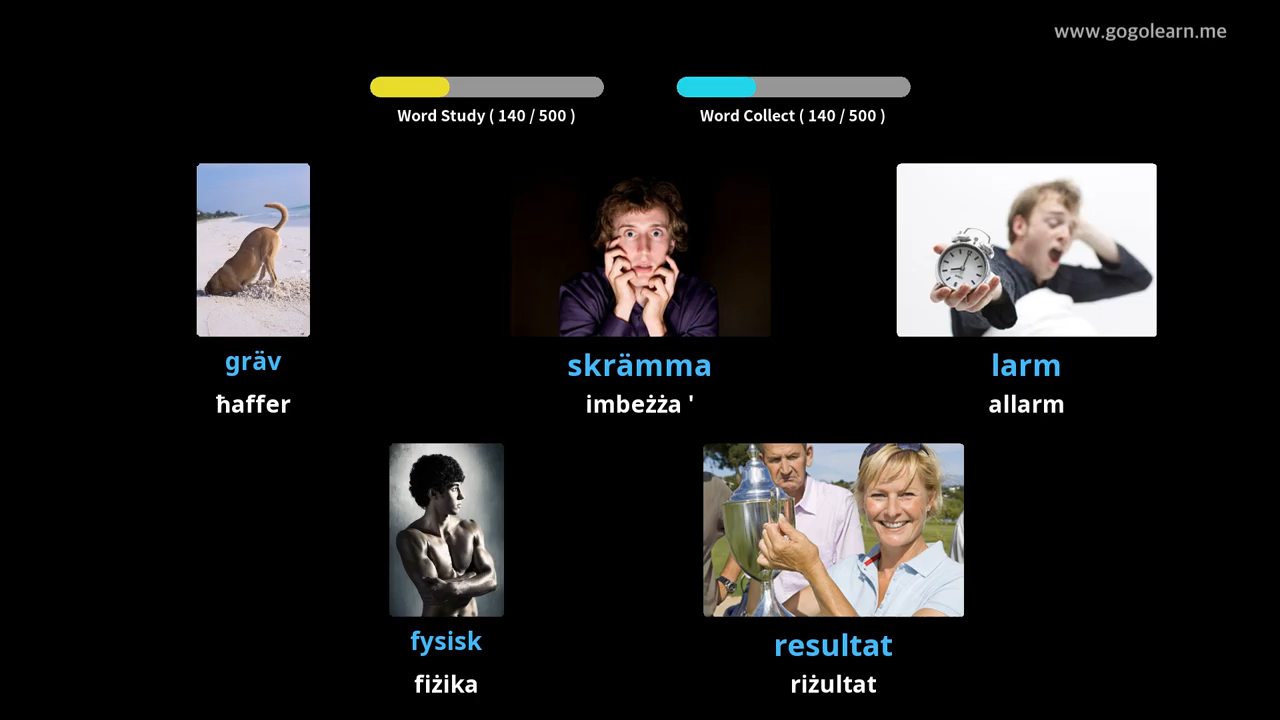 www.gogolearn.me
Word Study ( 140 / 500 )
Word Collect ( 140 / 500 )
gräv
ħaffer
skrämma
imbeżża '
larm
allarm
fysisk
fiżika
resultat
riżultat